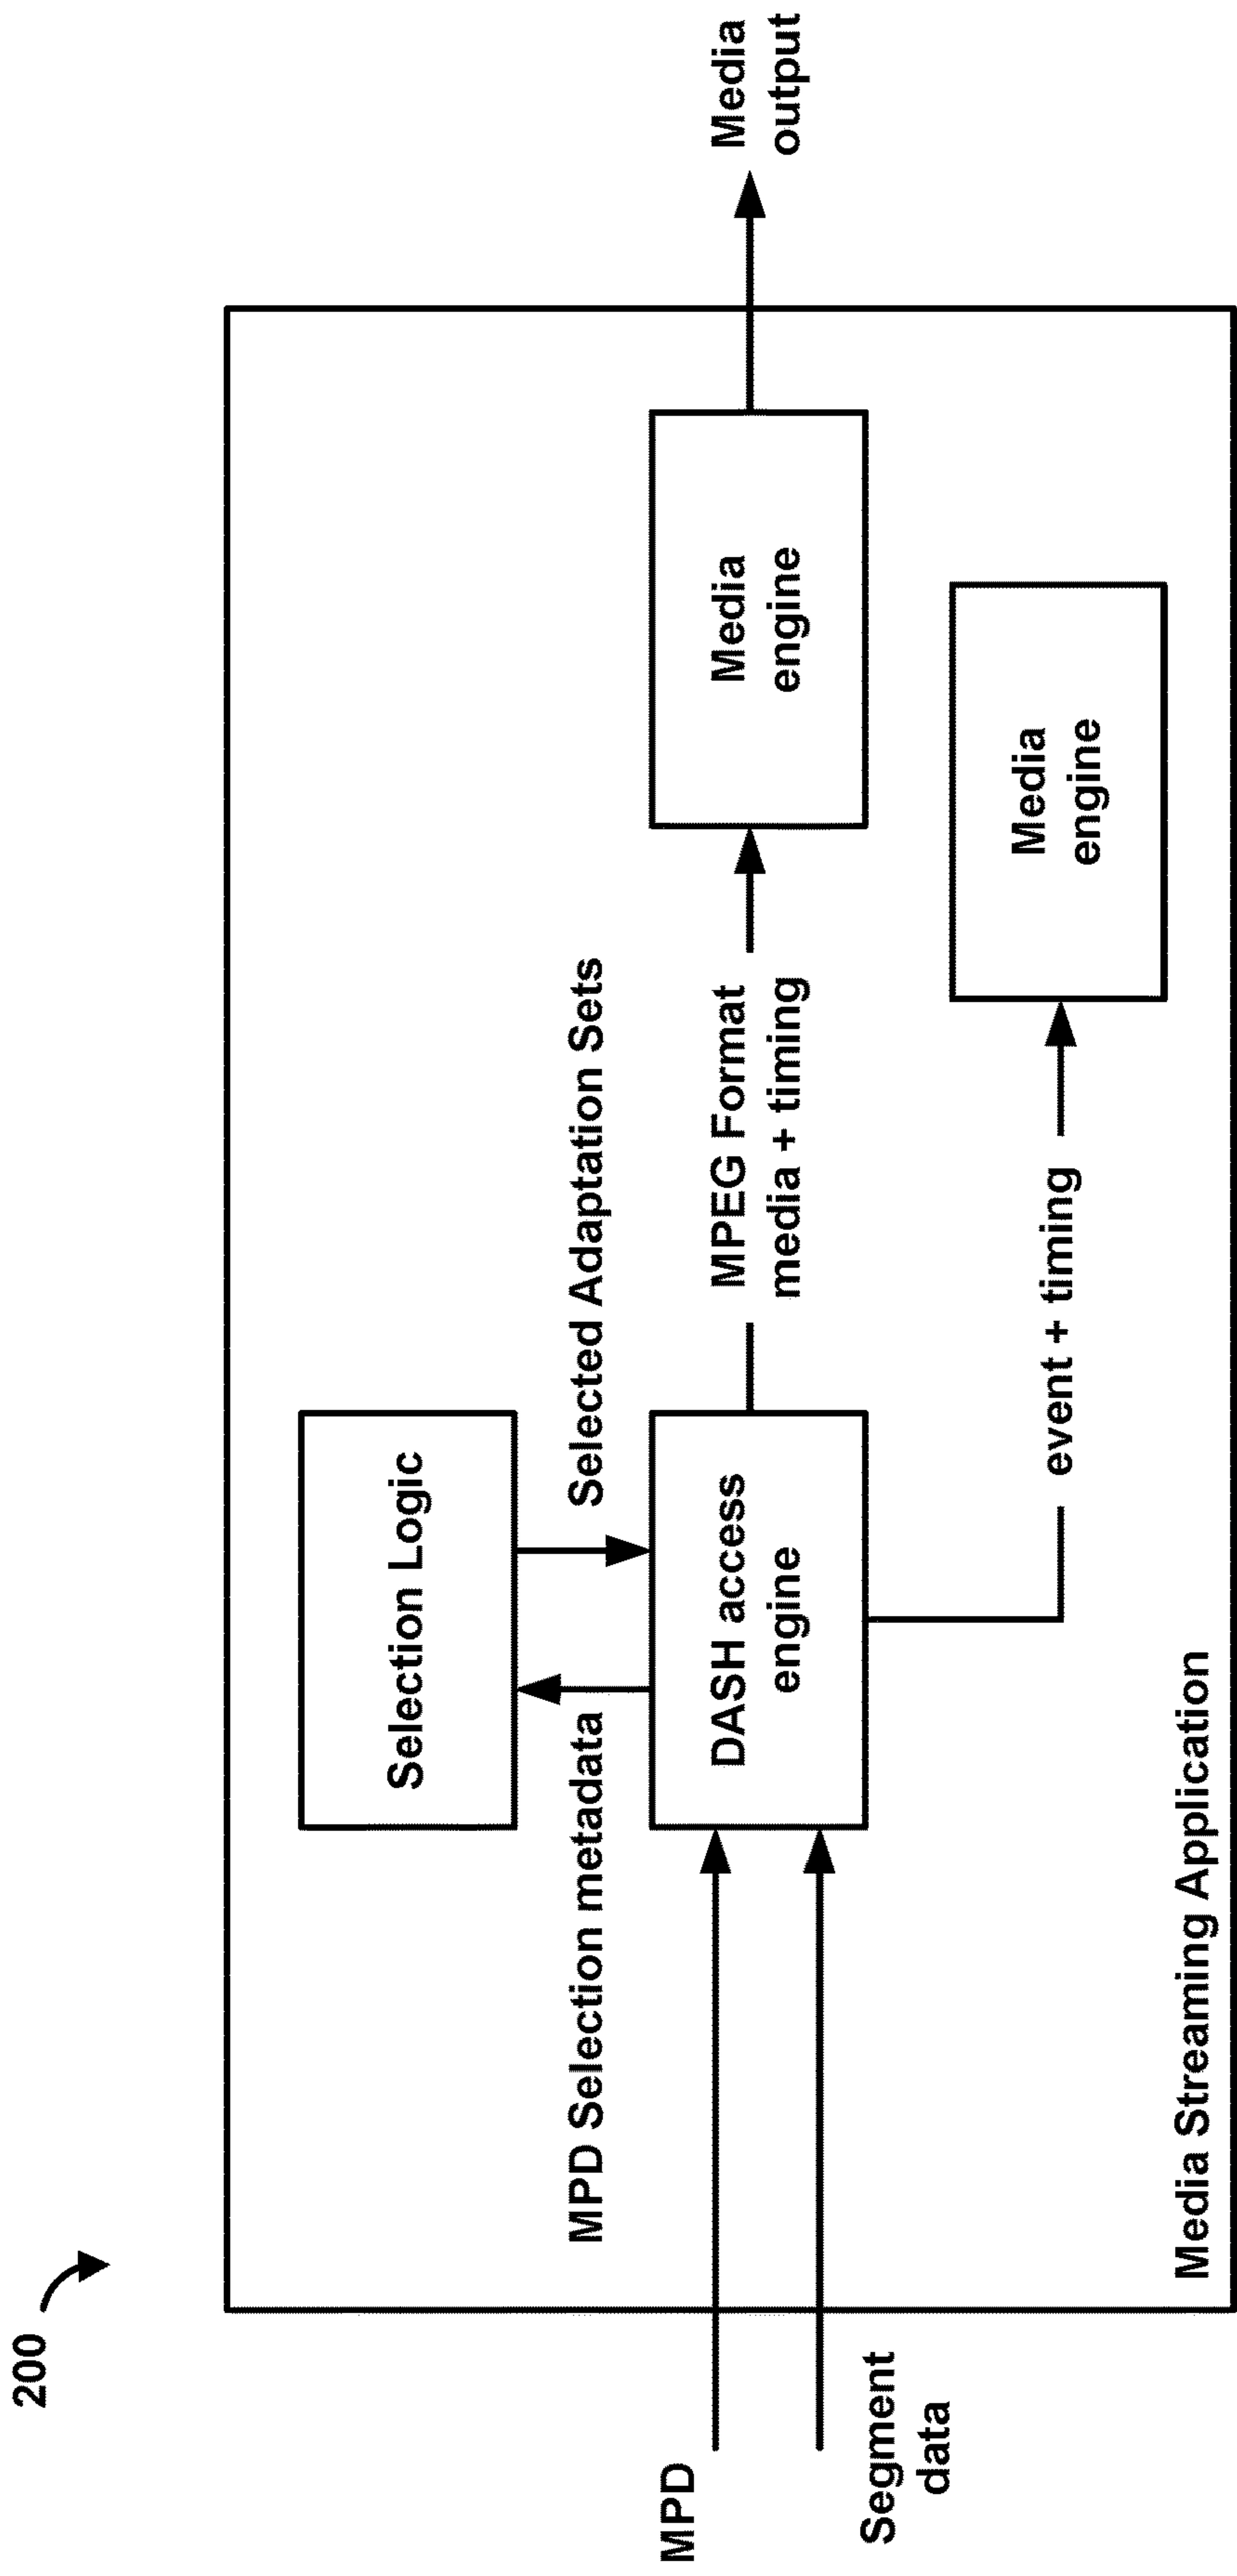 200
Selection Logic
MPD Selection metadata
Selected Adaptation Sets
MPD
Segment
data
DASH access
engine
MPEG Format
media + timing
Media
engine
Media
output
event + timing
Media
engine
Media Streaming Application